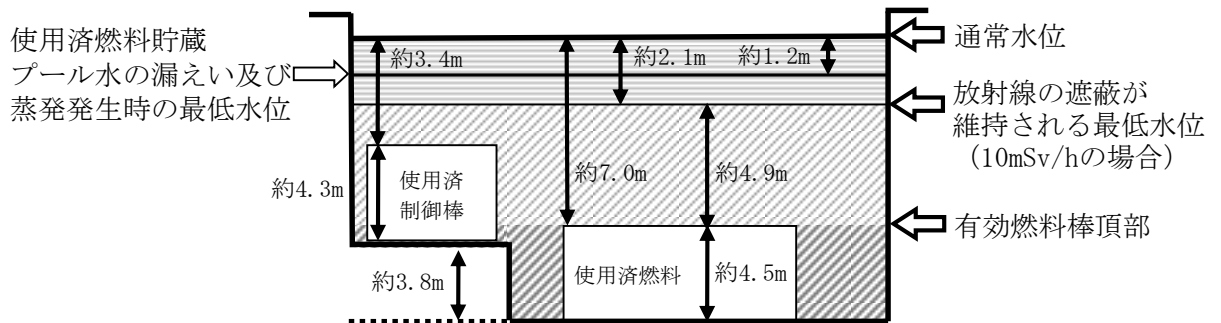 使用済燃料貯蔵
プール水の漏えい及び
蒸発発生時の最低水位
約3.4m
約2.1m
約1.2m
通常水位
放射線の遮蔽が
維持される最低水位
（10mSv/hの場合）
約4.3m
使用済
制御棒
約7.0m
約4.9m
有効燃料棒頂部
約3.8m
使用済燃料
約4.5m